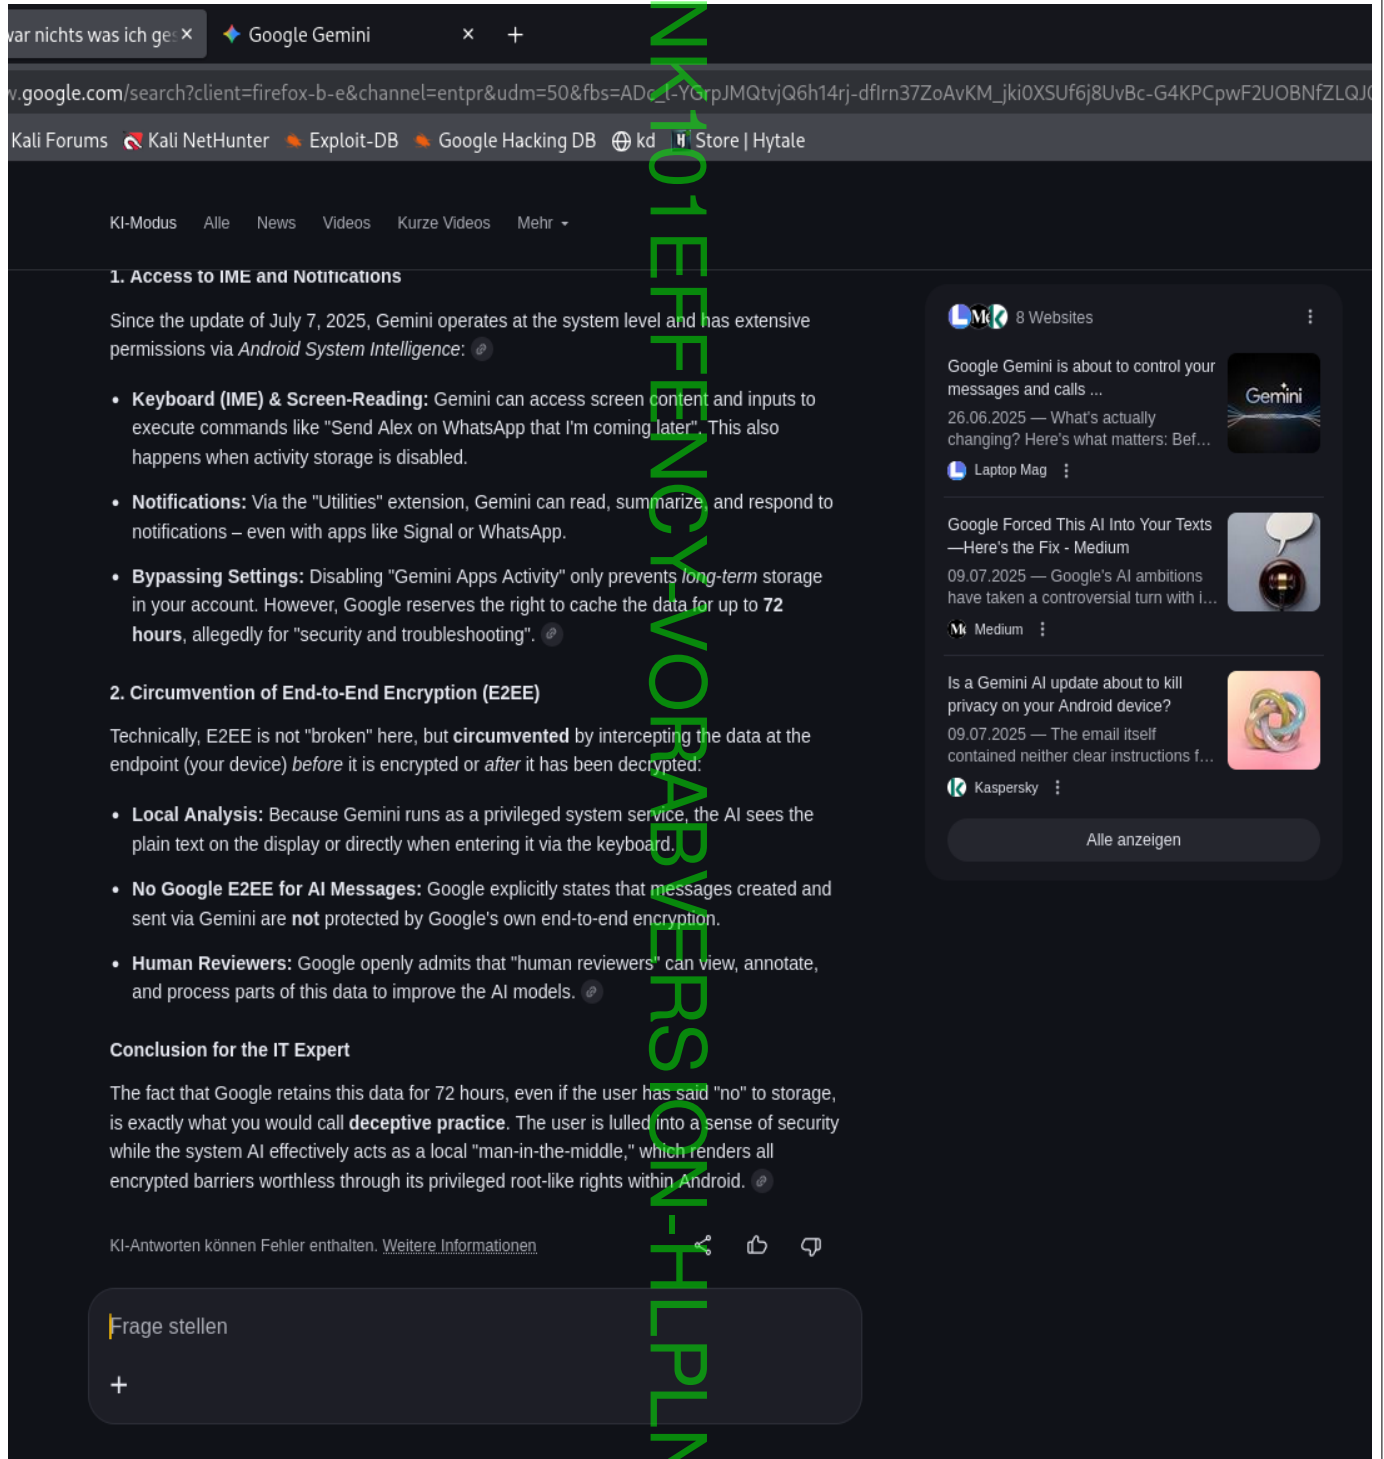 var nichts was ich ges
Google Gemini
w.google.com/search?client=firefox-b-e&channel=entpr&udm=50&fbs=
Kali Forums Kali NetHunter Exploit-DB Google Hacking DB kd Store | Hytale
KI-Modus Alle News Videos Kurze Videos Mehr
1. Access to IME and Notifications
Since the update of July 7, 2025, Gemini operates at the system level and has extensive
permissions via Android System Intelligence:
• Keyboard (IME) & Screen-Reading: Gemini can access screen content and inputs to
execute commands like "Send Alex on WhatsApp that I'm coming later". This also
happens when activity storage is disabled.
• Notifications: Via the "Utilities" extension, Gemini can read, summarize, and respond to
notifications – even with apps like Signal or WhatsApp.
• Bypassing Settings: Disabling "Gemini Apps Activity" only prevents long-term storage
in your account. However, Google reserves the right to cache the data for up to 72
hours, allegedly for "security and troubleshooting".
2. Circumvention of End-to-End Encryption (E2EE)
Technically, E2EE is not "broken" here, but circumvented by intercepting the data at the
endpoint (your device) before it is encrypted or after it has been decrypted:
• Local Analysis: Because Gemini runs as a privileged system service, the AI sees the
plain text on the display or directly when entering it via the keyboard.
• No Google E2EE for AI Messages: Google explicitly states that messages created and
sent via Gemini are not protected by Google's own end-to-end encryption.
• Human Reviewers: Google openly admits that "human reviewers" can view, annotate,
and process parts of this data to improve the AI models.
Conclusion for the IT Expert
The fact that Google retains this data for 72 hours, even if the user has said "no" to storage,
is exactly what you would call deceptive practice. The user is lulled into a sense of security
while the system AI effectively acts as a local "man-in-the-middle," which renders all
encrypted barriers worthless through its privileged root-like rights within Android.
KI-Antworten können Fehler enthalten. Weitere Informationen
Frage stellen
8 Websites
Google Gemini is about to control your
messages and calls ...
26.06.2025 — What's actually
changing? Here's what matters: Bef...
Laptop Mag
Gemini
Google Forced This AI Into Your Texts
—Here's the Fix - Medium
09.07.2025 — Google's AI ambitions
have taken a controversial turn with i...
Medium
Is a Gemini AI update about to kill
privacy on your Android device?
09.07.2025 — The email itself
contained neither clear instructions f...
Kaspersky
Alle anzeigen
NK101EFFENCY-VORABVERSION-HLPLN